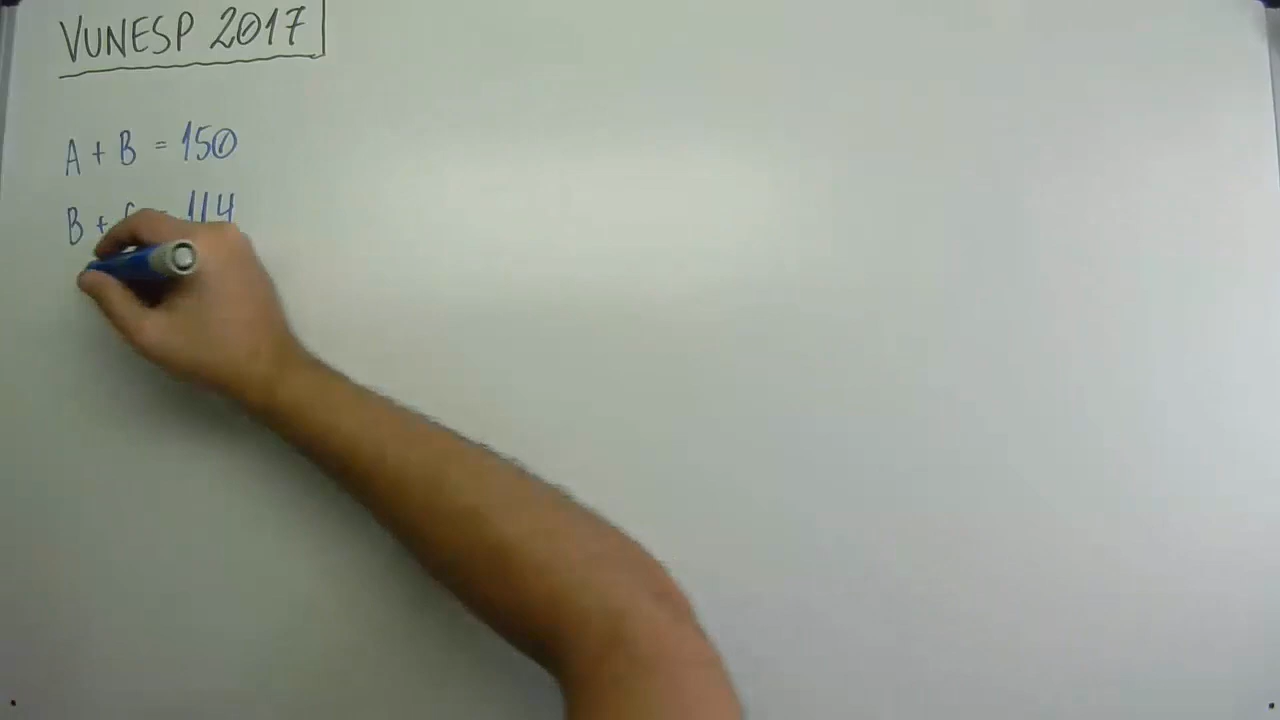 VUNESP 2017
A + B = 150
B + C = 114